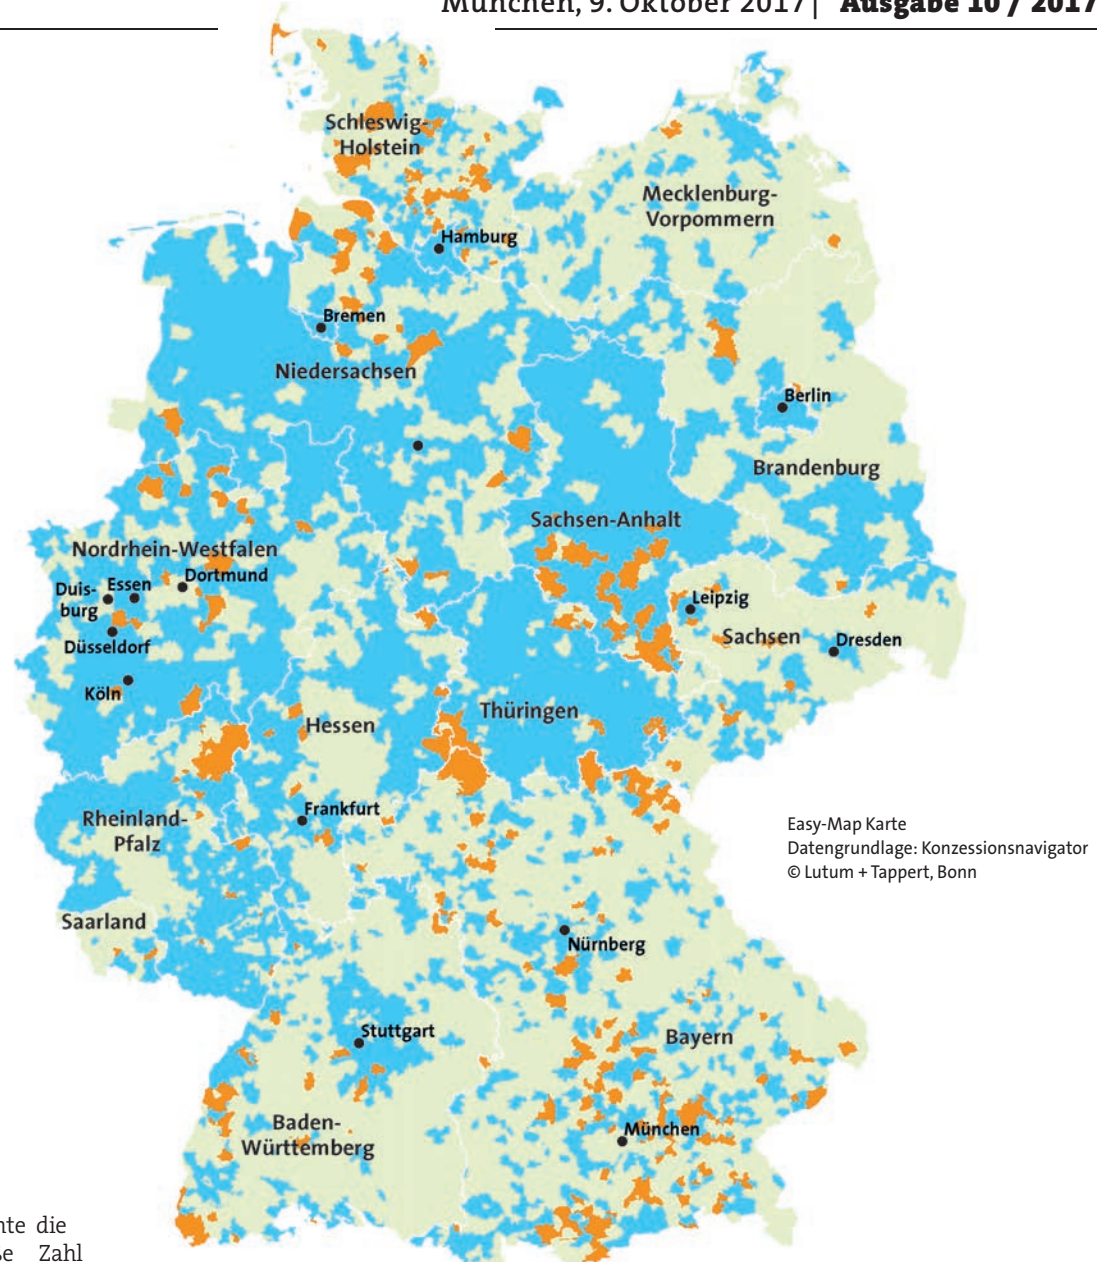 München, 9. Oktober 2017 | Ausgabe 10 / 2017
Schleswig-
Holstein
Mecklenburg-
Vorpommern
Hamburg
Bremen
Niedersachsen
Berlin
Brandenburg
Sachsen-Anhalt
Nordrhein-Westfalen
Duis-
burg
Essen
Dortmund
Düsseldorf
Köln
Leipzig
Sachsen
Dresden
Hessen
Thüringen
Rheinland-
Pfalz
Frankfurt
Easy-Map Karte
Datengrundlage: Konzessionsnavigator
© Lutum + Tappert, Bonn
Saarland
Nürnberg
Stuttgart
Bayern
Baden-
Württemberg
München
die
Zahl